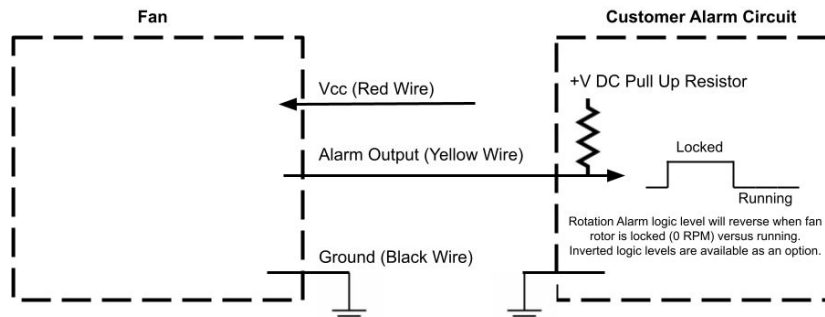 Fan
Customer Alarm Circuit
Vcc (Red Wire)
+V DC Pull Up Resistor
Alarm Output (Yellow Wire)
Locked
Running
Rotation Alarm logic level will reverse when fan
rotor is locked (0 RPM) versus running.
Inverted logic levels are available as an option.
Ground (Black Wire)